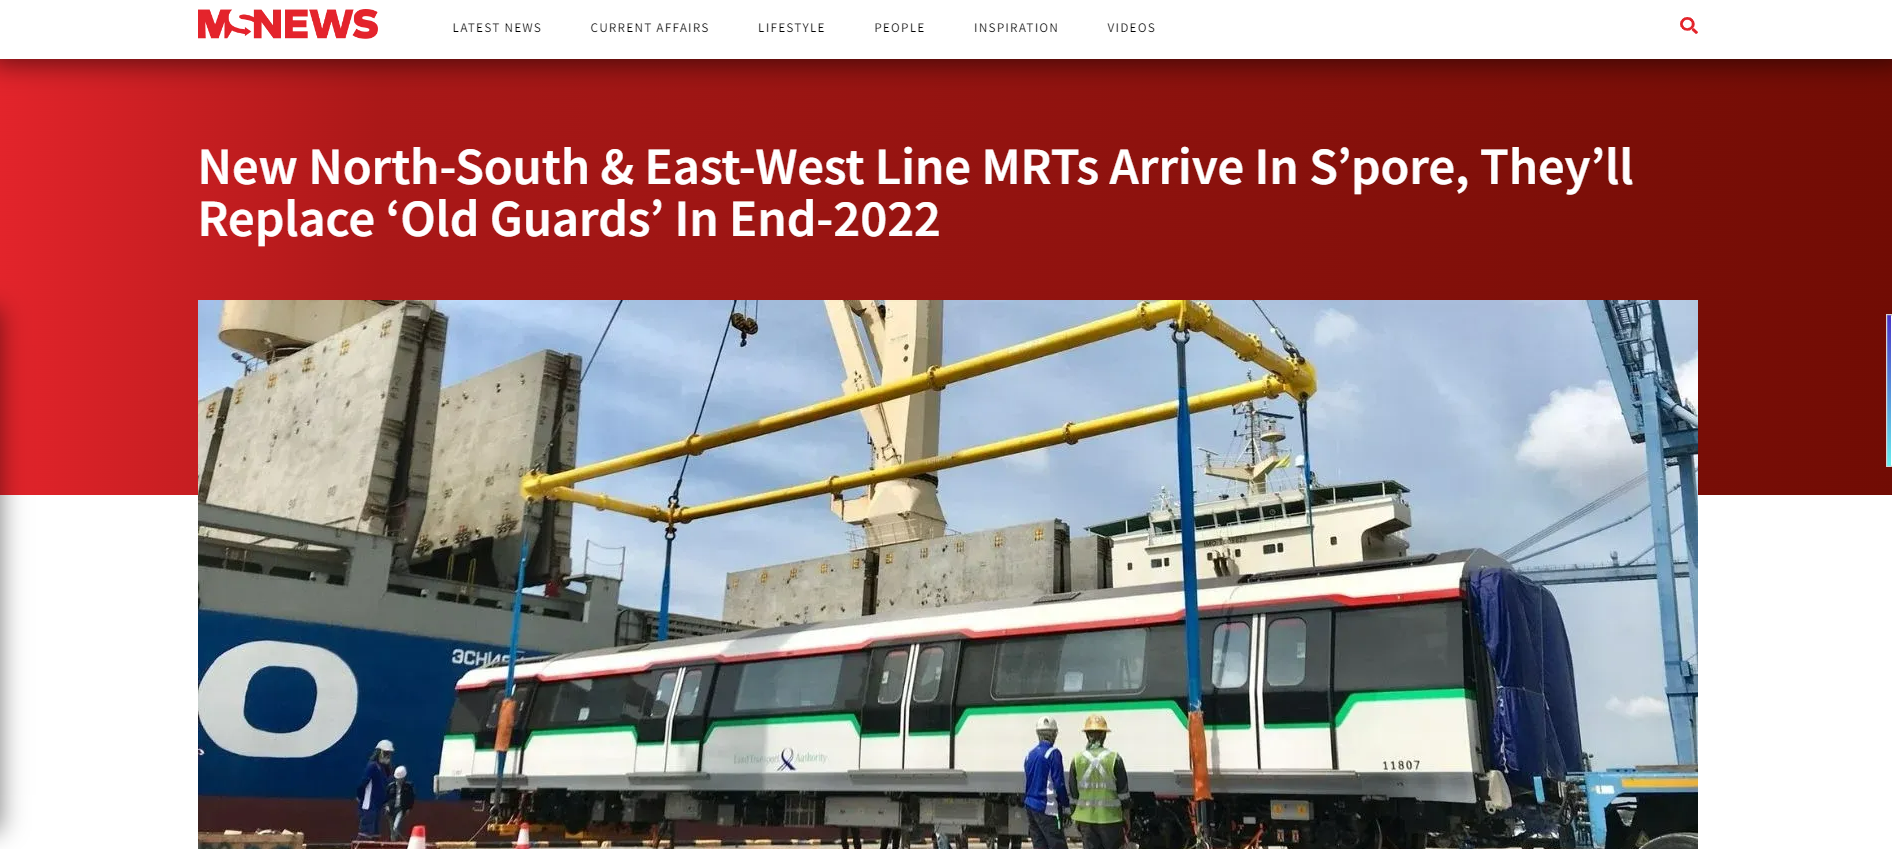 MSNEWS
LATEST NEWS
CURRENT AFFAIRS
LIFESTYLE
PEOPLE
INSPIRATION
VIDEOS
New North-South & East-West Line MRTs Arrive In S’pore, They’ll
Replace ‘Old Guards’ In End-2022
Land Transport Authority
11807